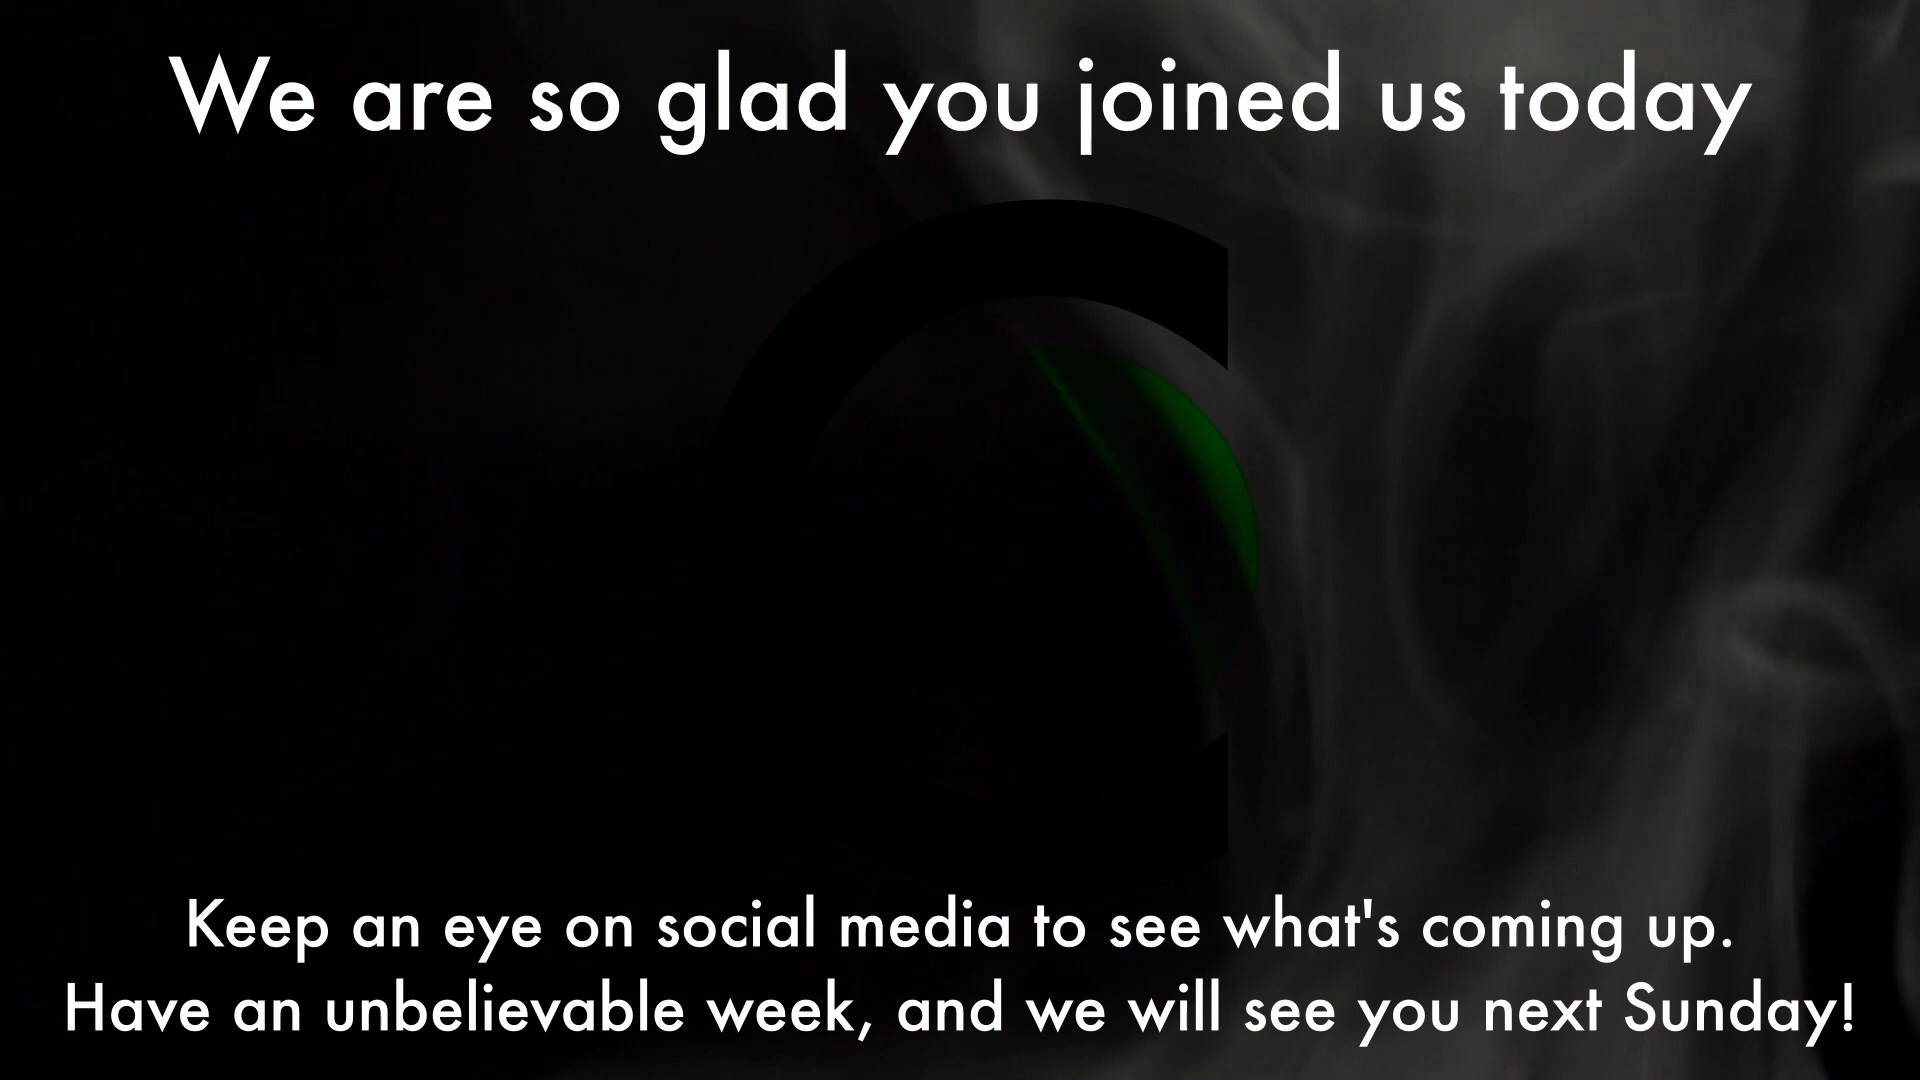 We are so glad you joined us today
Keep an eye on social media to see what's coming up.
Have an unbelievable week, and we will see you next Sunday!